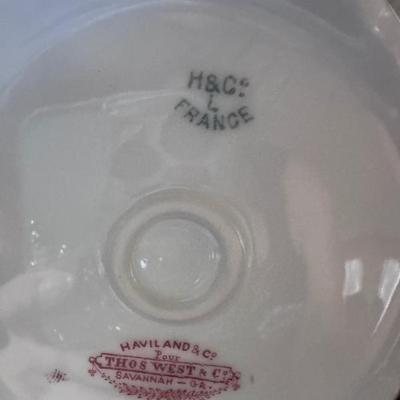 H&Co
L
FRANCE
HAVILAND & Co
Pour
THOS WEST & Co
SAVANNAH - GA.